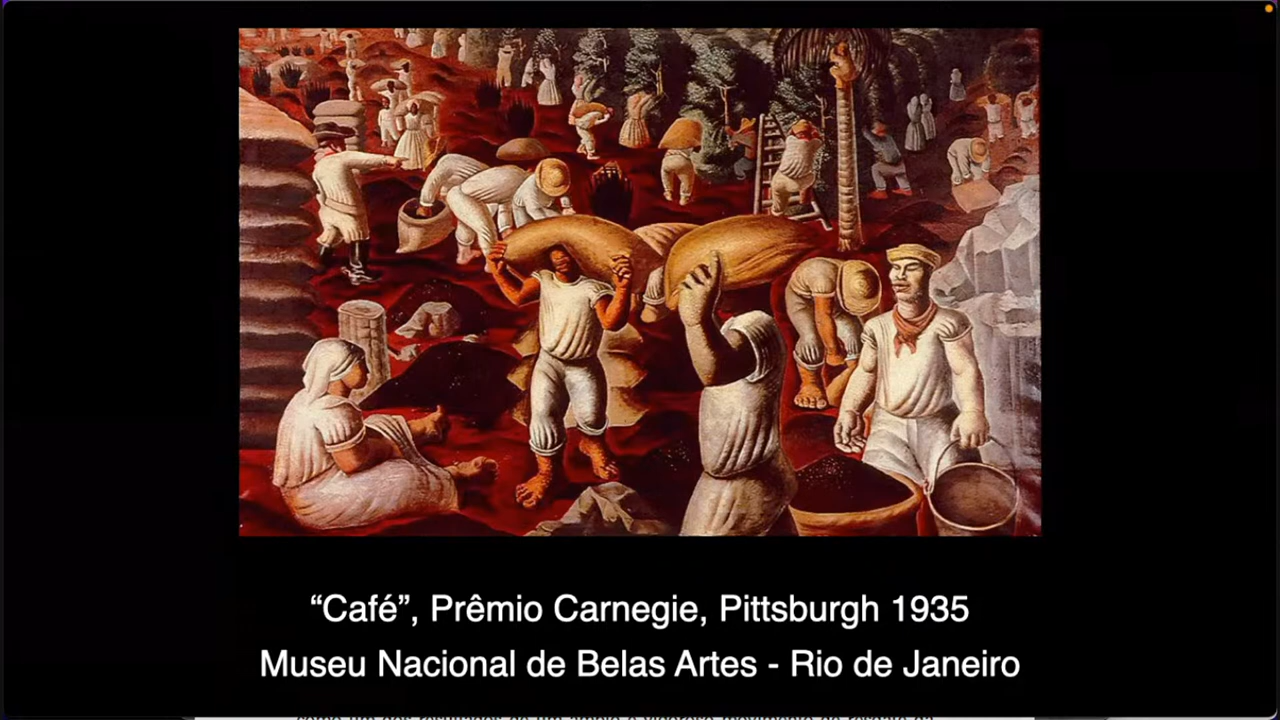 “Café”, Prêmio Carnegie, Pittsburgh 1935
Museu Nacional de Belas Artes - Rio de Janeiro